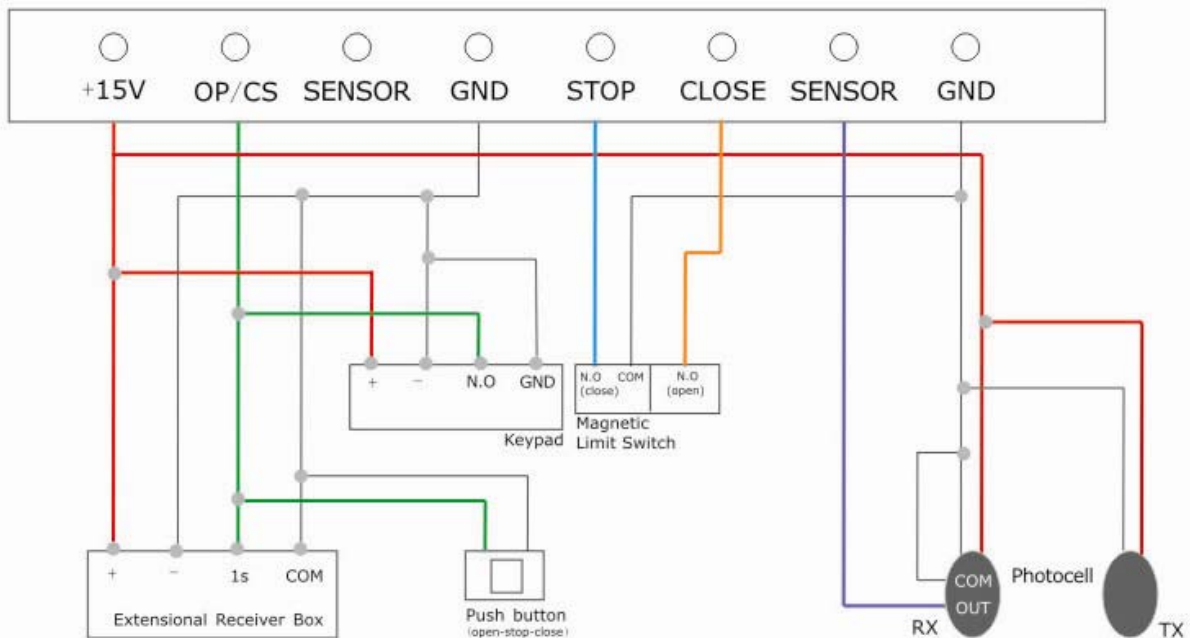 +15V OP/CS SENSOR GND STOP CLOSE SENSOR GND
+ − N.O GND
Keypad
N.O COM N.O
(close) (open)
Magnetic
Limit Switch
+ − 1s COM
Extensional Receiver Box
Push button
(open-stop-close)
COM
OUT
RX
Photocell
TX